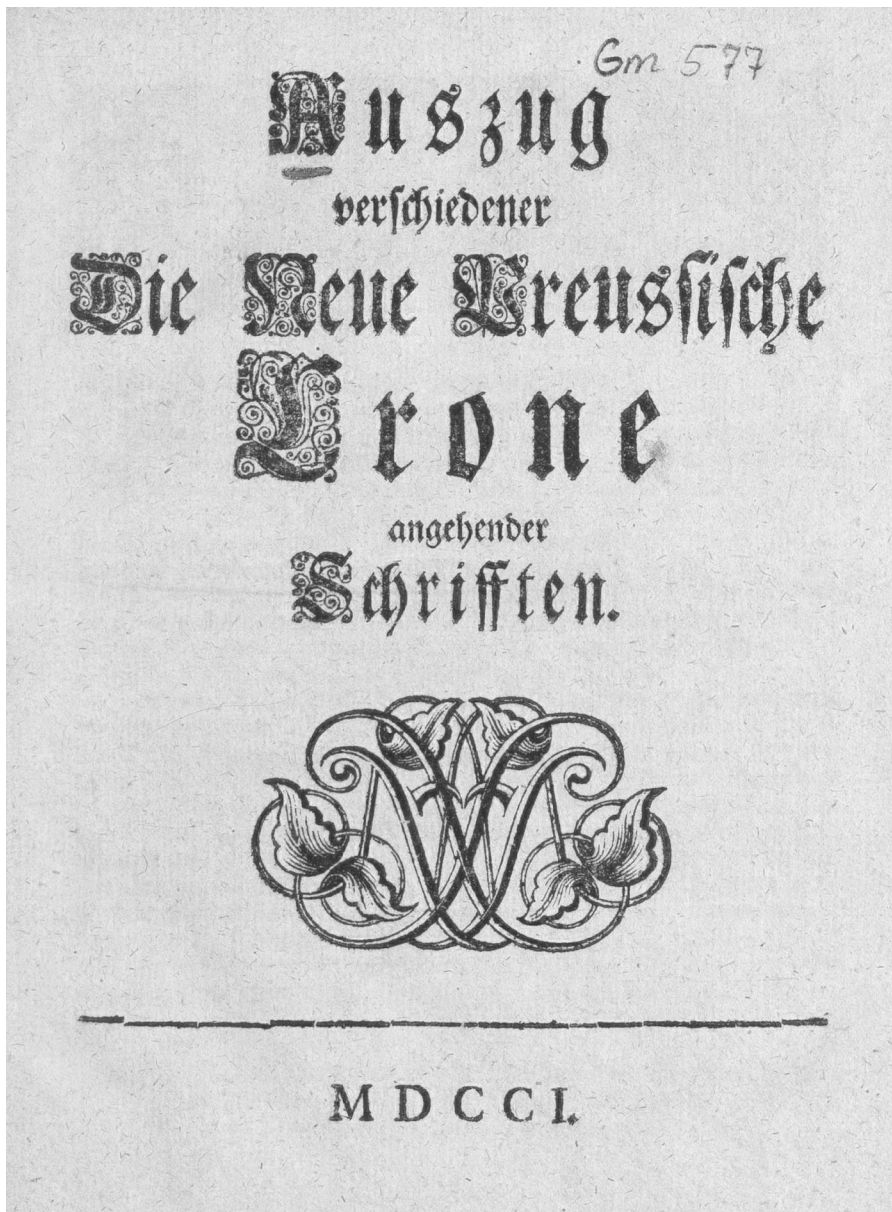 Gm 577
Auszug
verschiedener
Die Neue Preussische
Crone
angehender
Schrifften.
MDCCI.